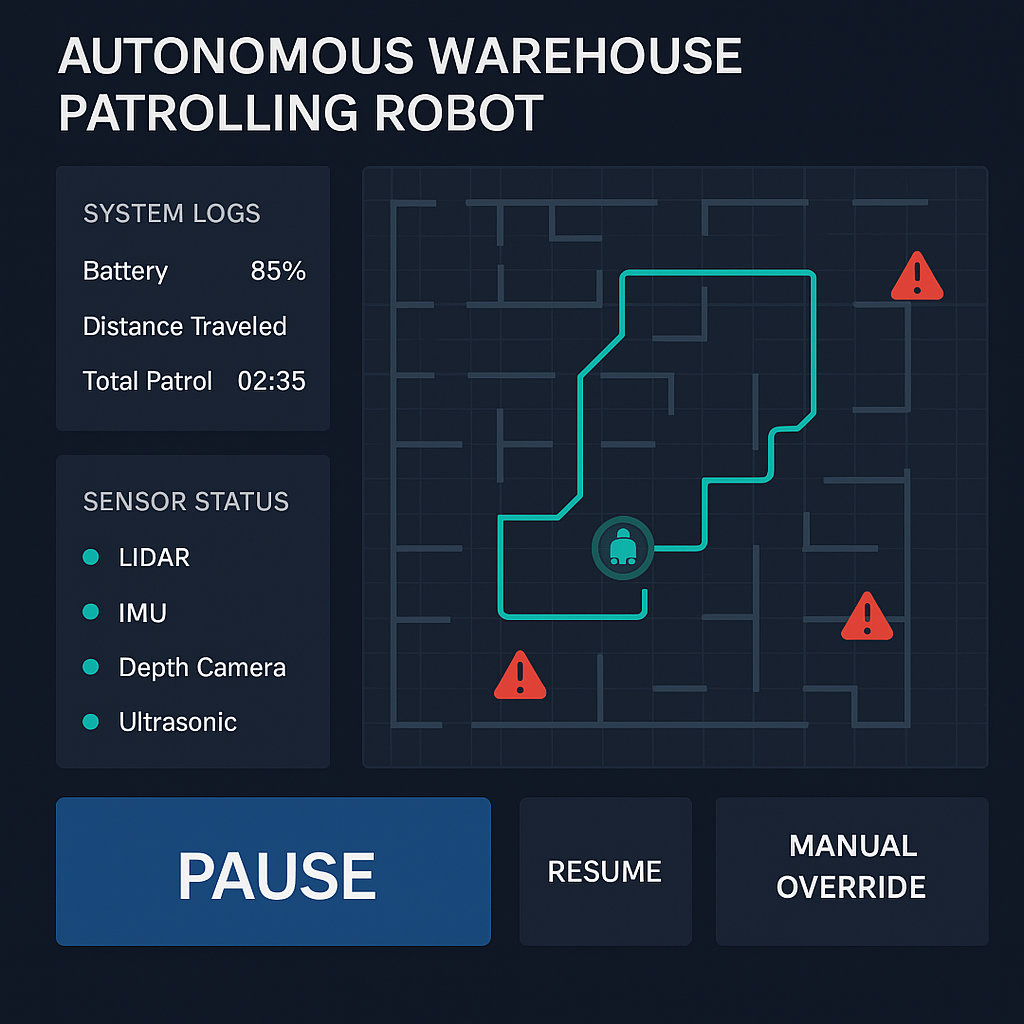 AUTONOMOUS WAREHOUSE
PATROLLING ROBOT
SYSTEM LOGS
Battery 85%
Distance Traveled
Total Patrol 02:35
SENSOR STATUS
LIDAR
IMU
Depth Camera
Ultrasonic
PAUSE
RESUME
MANUAL
OVERRIDE